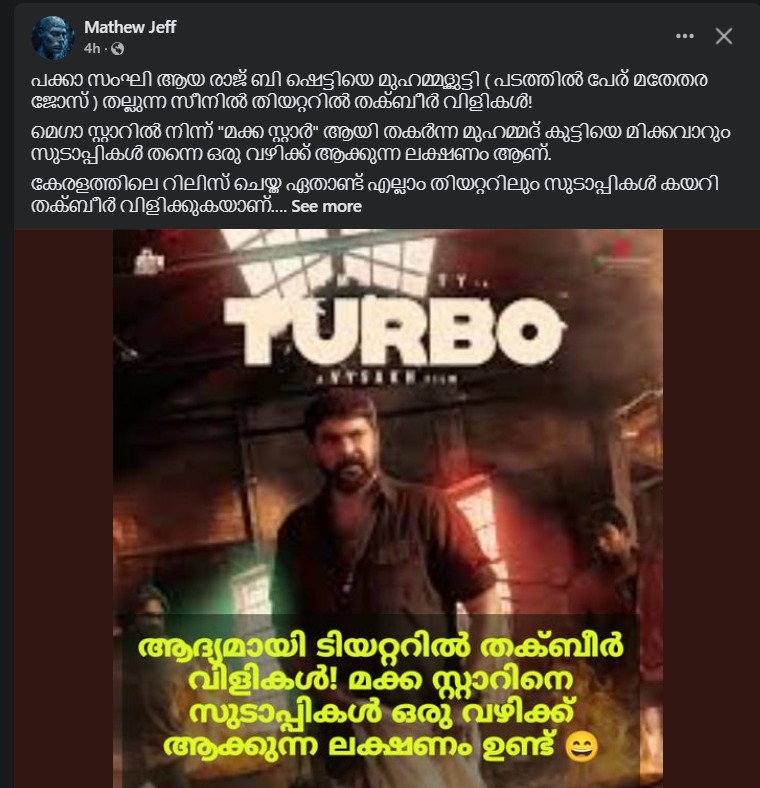 Mathew Jeff
4h ·
പക്കാ സംഘി ആയ രാജ് ബി ഷെട്ടിയെ മുഹമ്മള്കുട്ടി ( പടത്തിൽ പേര് മതേതര
ജോസ് ) തല്ലുന്ന സീനിൽ തിയറ്ററിൽ തക്ബീർ വിളികൾ!
മെഗാ സ്റ്റാറിൽ നിന്ന് "മക്ക സ്റ്റാർ" ആയി തകർന്ന മുഹമ്മദ് കുട്ടിയെ മിക്കവാറും
സുടാപ്പികൾ തന്നെ ഒരു വഴിക്ക് ആക്കുന്ന ലക്ഷണം ആണ്.
കേരളത്തിലെ റിലിസ് ചെയ്ത ഏതാണ്ട് എല്ലാം തിയറ്ററിലും സുടാപ്പികൾ കയറി
തക്ബീർ വിളിക്കുകയാണ്.... See more
TURBO
A VYSAKH FILM
ആദ്യമായി ടിയറ്ററിൽ തക്ബീർ
വിളികൾ! മക്ക സ്റ്റാറിനെ
സുടാപ്പികൾ ഒരു വഴിക്ക്
ആക്കുന്ന ലക്ഷണം ഉണ്ട് 😄